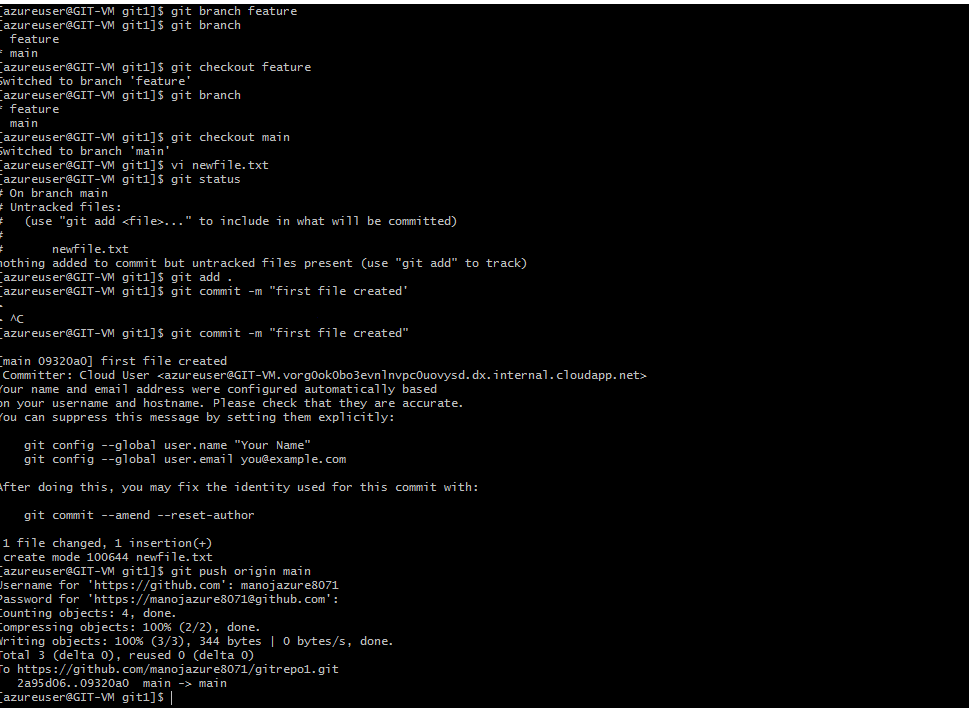 [azureuser@GIT-VM git1]$ git branch feature
[azureuser@GIT-VM git1]$ git branch
  feature
* main
[azureuser@GIT-VM git1]$ git checkout feature
Switched to branch 'feature'
[azureuser@GIT-VM git1]$ git branch
* feature
  main
[azureuser@GIT-VM git1]$ git checkout main
Switched to branch 'main'
[azureuser@GIT-VM git1]$ vi newfile.txt
[azureuser@GIT-VM git1]$ git status
# On branch main
# Untracked files:
#   (use "git add <file>..." to include in what will be committed)
#
#       newfile.txt
nothing added to commit but untracked files present (use "git add" to track)
[azureuser@GIT-VM git1]$ git add .
[azureuser@GIT-VM git1]$ git commit -m "first file created'
>
> ^C
[azureuser@GIT-VM git1]$ git commit -m "first file created"
[main 09320a0] first file created
 Committer: Cloud User <azureuser@GIT-VM.vorg0ok0bo3evnlnvpc0uovysd.dx.internal.cloudapp.net>
Your name and email address were configured automatically based
on your username and hostname. Please check that they are accurate.
You can suppress this message by setting them explicitly:
    git config --global user.name "Your Name"
    git config --global user.email you@example.com
After doing this, you may fix the identity used for this commit with:
    git commit --amend --reset-author
 1 file changed, 1 insertion(+)
 create mode 100644 newfile.txt
[azureuser@GIT-VM git1]$ git push origin main
Username for 'https://github.com': manojazure8071
Password for 'https://manojazure8071@github.com':
Counting objects: 4, done.
Compressing objects: 100% (2/2), done.
Writing objects: 100% (3/3), 344 bytes | 0 bytes/s, done.
Total 3 (delta 0), reused 0 (delta 0)
To https://github.com/manojazure8071/gitrepo1.git
   2a95d06..09320a0  main -> main
[azureuser@GIT-VM git1]$